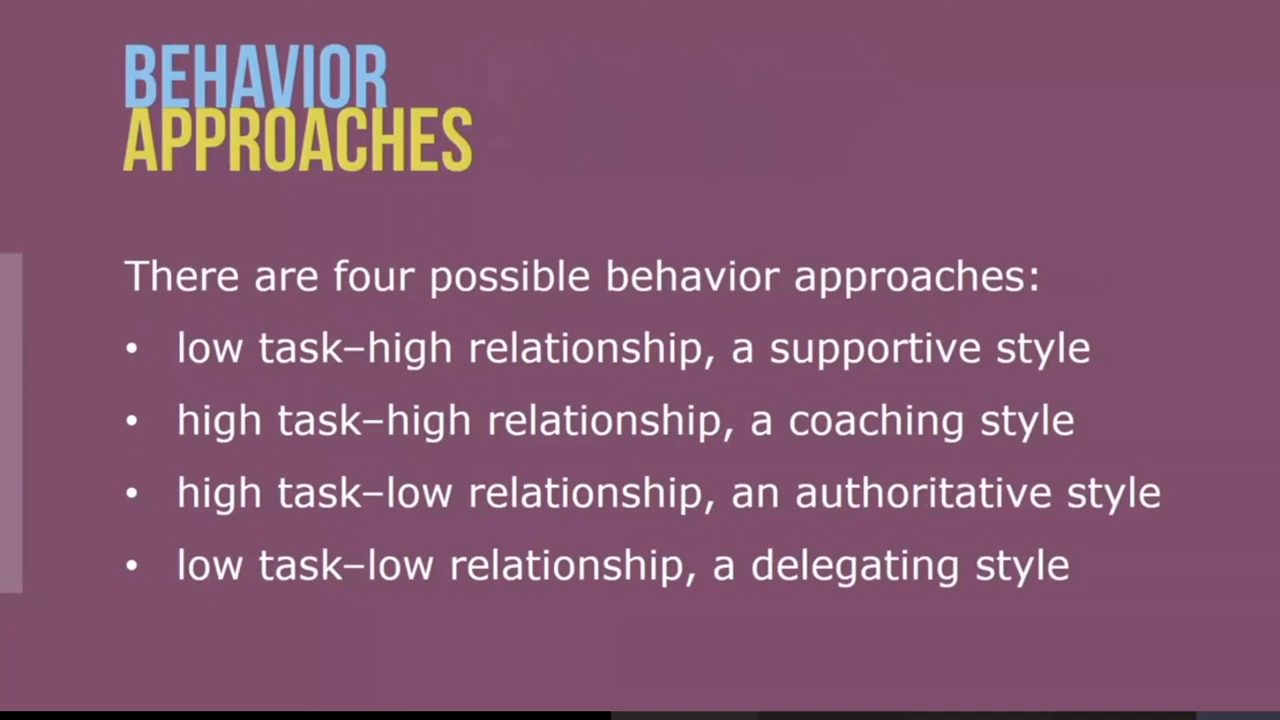 BEHAVIOR
APPROACHES
There are four possible behavior approaches:
• low task–high relationship, a supportive style
• high task–high relationship, a coaching style
• high task–low relationship, an authoritative style
• low task–low relationship, a delegating style